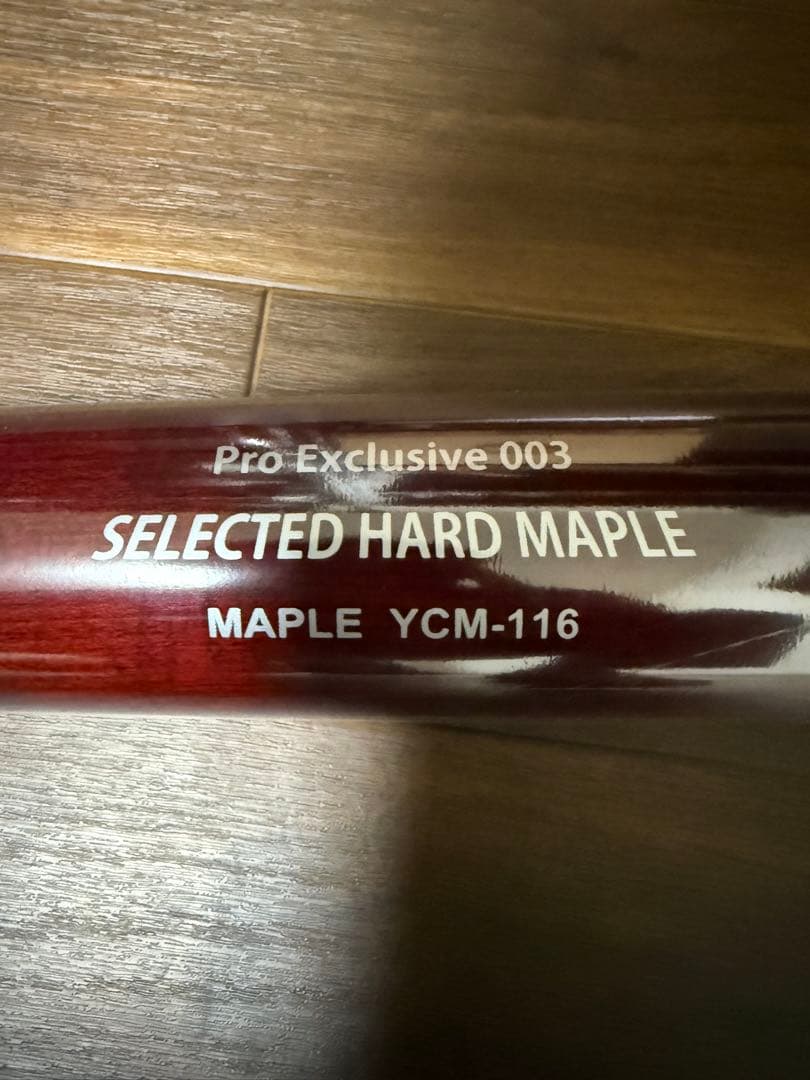 Pro Exclusive 003
SELECTED HARD MAPLE
MAPLE YCM-116